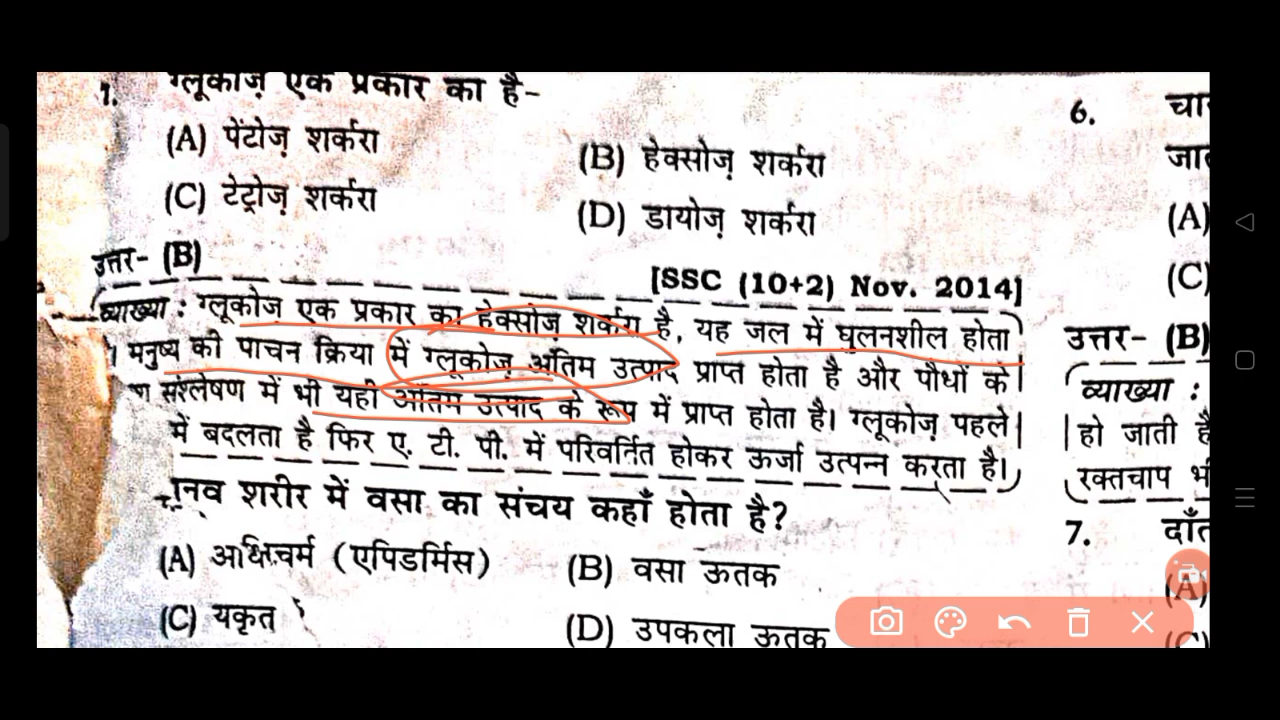 1. ग्लूकोज़ एक प्रकार का है-
(A) पेंटोज़ शर्करा
(B) हेक्सोज़ शर्करा
(C) टेट्रोज़ शर्करा
(D) डायोज़ शर्करा
उत्तर- (B)
[SSC (10+2) Nov. 2014]
व्याख्या : ग्लूकोज एक प्रकार का हेक्सोज़ शर्करा है, यह जल में घुलनशील होता
मनुष्य की पाचन क्रिया में ग्लूकोज़ अंतिम उत्पाद प्राप्त होता है और पौधों के
संश्लेषण में भी यही अंतिम उत्पाद के रूप में प्राप्त होता है। ग्लूकोज़ पहले
में बदलता है फिर ए. टी. पी. में परिवर्तित होकर ऊर्जा उत्पन्न करता है।
शरीर में वसा का संचय कहाँ होता है?
(A) अधिचर्म (एपिडर्मिस)
(B) वसा ऊतक
(C) यकृत
(D) उपकला ऊतक
6.
(A)
(C)
उत्तर- (B)
व्याख्या :
हो जाती है
रक्तचाप
7.
(A)